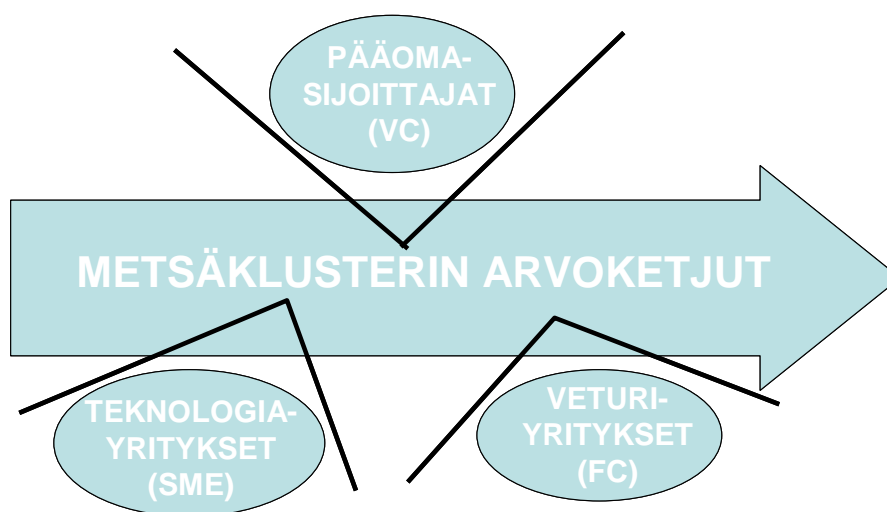 PÄÄOMA-
SIJOITTAJAT
(VC)
METSÄKLUSTERIN ARVOKETJUT
TEKNOLOGIA-
YRITYKSET
(SME)
VETURI-
YRITYKSET
(FC)